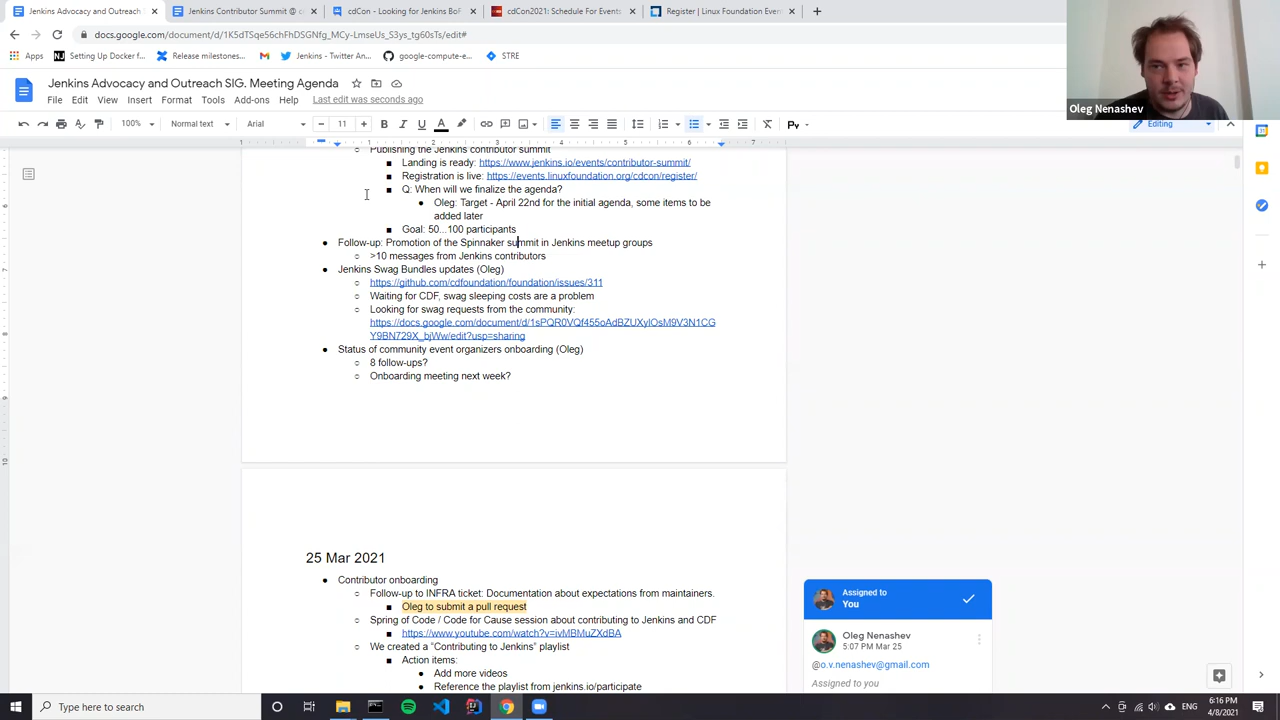 Jenkins Advocacy and Outreach S
Jenkins Contributor Summit @ c
cdCon - Looking for Jenkins BoF
cdCon2021: Schedule For Events
Register | Linux Foundation Even
docs.google.com/document/d/1K5dTSqe56chFhDSGNfg_MCy-LmseUs_S3ys_tg60sTs/edit#
Apps
Setting Up Docker f...
Release milestones...
Jenkins - Twitter An...
google-compute-e...
STRE
Jenkins Advocacy and Outreach SIG. Meeting Agenda
File Edit View Insert Format Tools Add-ons Help Last edit was seconds ago
100% Normal text Arial 11
Editing
Oleg Nenashev
Publishing the Jenkins contributor summit
Landing is ready: https://www.jenkins.io/events/contributor-summit/
Registration is live: https://events.linuxfoundation.org/cdcon/register/
Q: When will we finalize the agenda?
Oleg: Target - April 22nd for the initial agenda, some items to be
added later
Goal: 50...100 participants
Follow-up: Promotion of the Spinnaker summit in Jenkins meetup groups
>10 messages from Jenkins contributors
Jenkins Swag Bundles updates (Oleg)
https://github.com/cdfoundation/foundation/issues/311
Waiting for CDF, swag sleeping costs are a problem
Looking for swag requests from the community:
https://docs.google.com/document/d/1sPQR0VQf455oAdBZUXylOsM9V3N1CG
Y9BN729X_bjWw/edit?usp=sharing
Status of community event organizers onboarding (Oleg)
8 follow-ups?
Onboarding meeting next week?
25 Mar 2021
Contributor onboarding
Follow-up to INFRA ticket: Documentation about expectations from maintainers.
Oleg to submit a pull request
Spring of Code / Code for Cause session about contributing to Jenkins and CDF
https://www.youtube.com/watch?v=ivMBMuZXdBA
We created a “Contributing to Jenkins” playlist
Action items:
Add more videos
Reference the playlist from jenkins.io/participate
Assigned to
You
Oleg Nenashev
5:07 PM Mar 25
@o.v.nenashev@gmail.com
Assigned to you
Type here to search
ENG
6:16 PM
4/8/2021